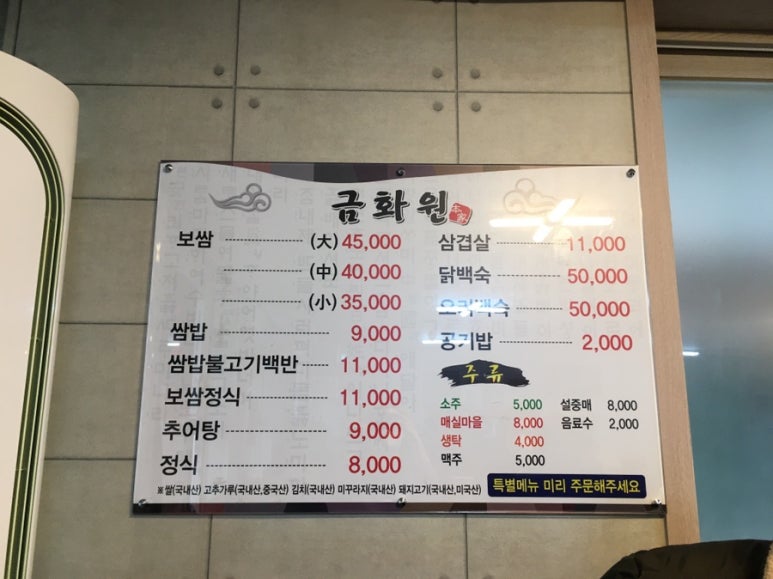 금화원 本家
보쌈 (大) 45,000
(中) 40,000
(小) 35,000
쌈밥 9,000
쌈밥불고기백반 11,000
보쌈정식 11,000
추어탕 9,000
정식 8,000
삼겹살 11,000
닭백숙 50,000
오리백숙 50,000
공기밥 2,000
주류
소주 5,000
매실마을 8,000
생탁 4,000
맥주 5,000
설중매 8,000
음료수 2,000
※쌀(국내산) 고추가루(국내산,중국산) 김치(국내산) 미꾸라지(국내산) 돼지고기(국내산,미국산)
특별메뉴 미리 주문해주세요